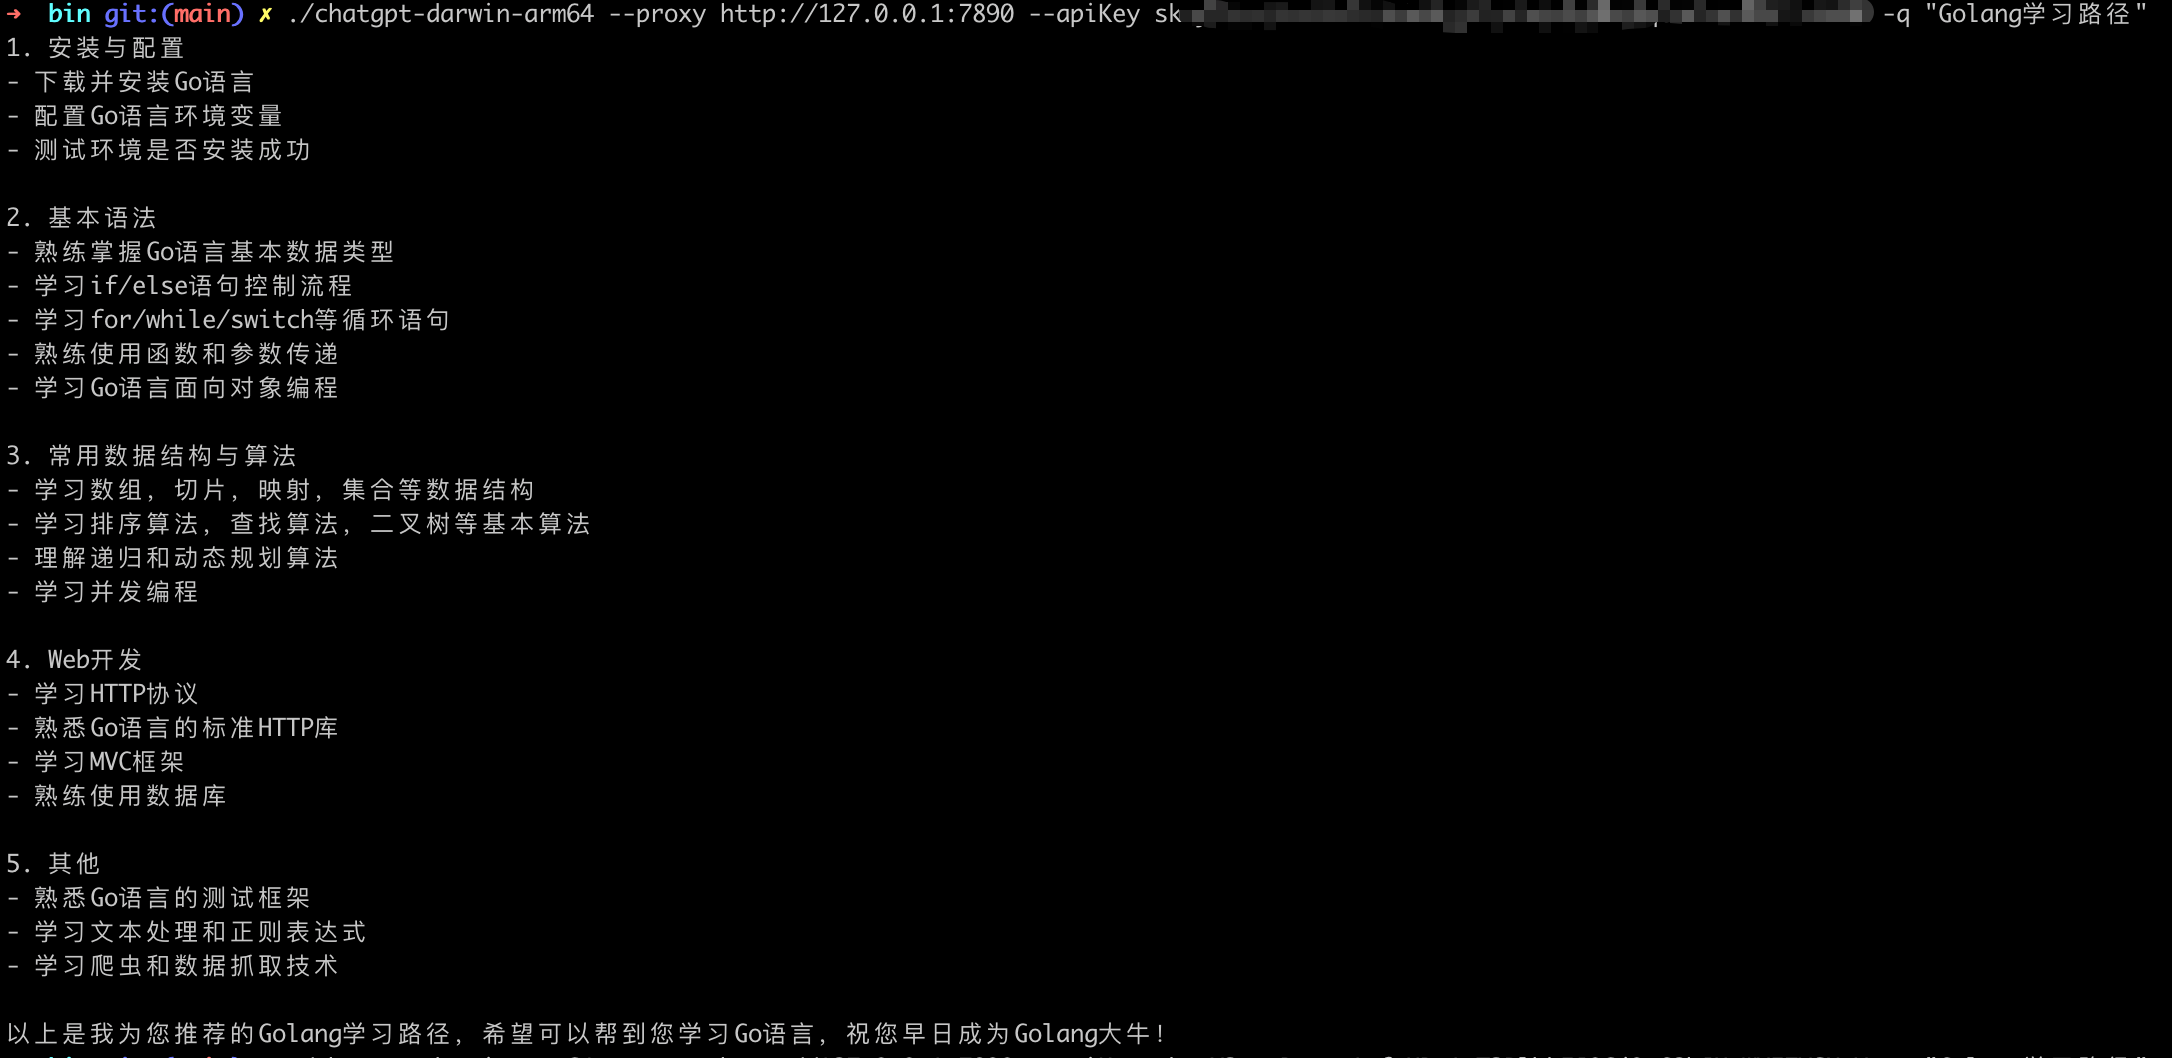 ➜ bin git:(main) ✗ ./chatgpt-darwin-arm64 --proxy http://127.0.0.1:7890 --apiKey sk -q "Golang学习路径"
1. 安装与配置
- 下载并安装Go语言
- 配置Go语言环境变量
- 测试环境是否安装成功
2. 基本语法
- 熟练掌握Go语言基本数据类型
- 学习if/else语句控制流程
- 学习for/while/switch等循环语句
- 熟练使用函数和参数传递
- 学习Go语言面向对象编程
3. 常用数据结构与算法
- 学习数组，切片，映射，集合等数据结构
- 学习排序算法，查找算法，二叉树等基本算法
- 理解递归和动态规划算法
- 学习并发编程
4. Web开发
- 学习HTTP协议
- 熟悉Go语言的标准HTTP库
- 学习MVC框架
- 熟练使用数据库
5. 其他
- 熟悉Go语言的测试框架
- 学习文本处理和正则表达式
- 学习爬虫和数据抓取技术
以上是我为您推荐的Golang学习路径，希望可以帮到您学习Go语言，祝您早日成为Golang大牛！